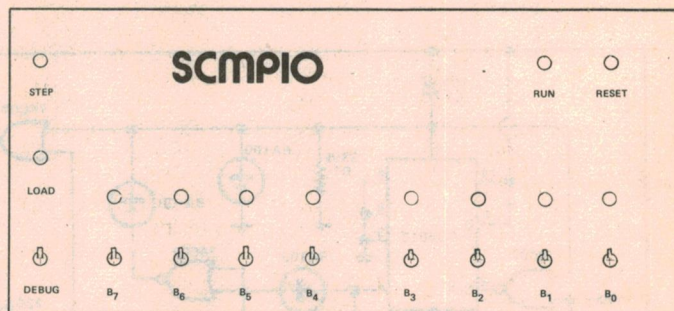 SCMPIO
STEP
RUN RESET
LOAD
DEBUG B₇ B₆ B₅ B₄ B₃ B₂ B₁ B₀